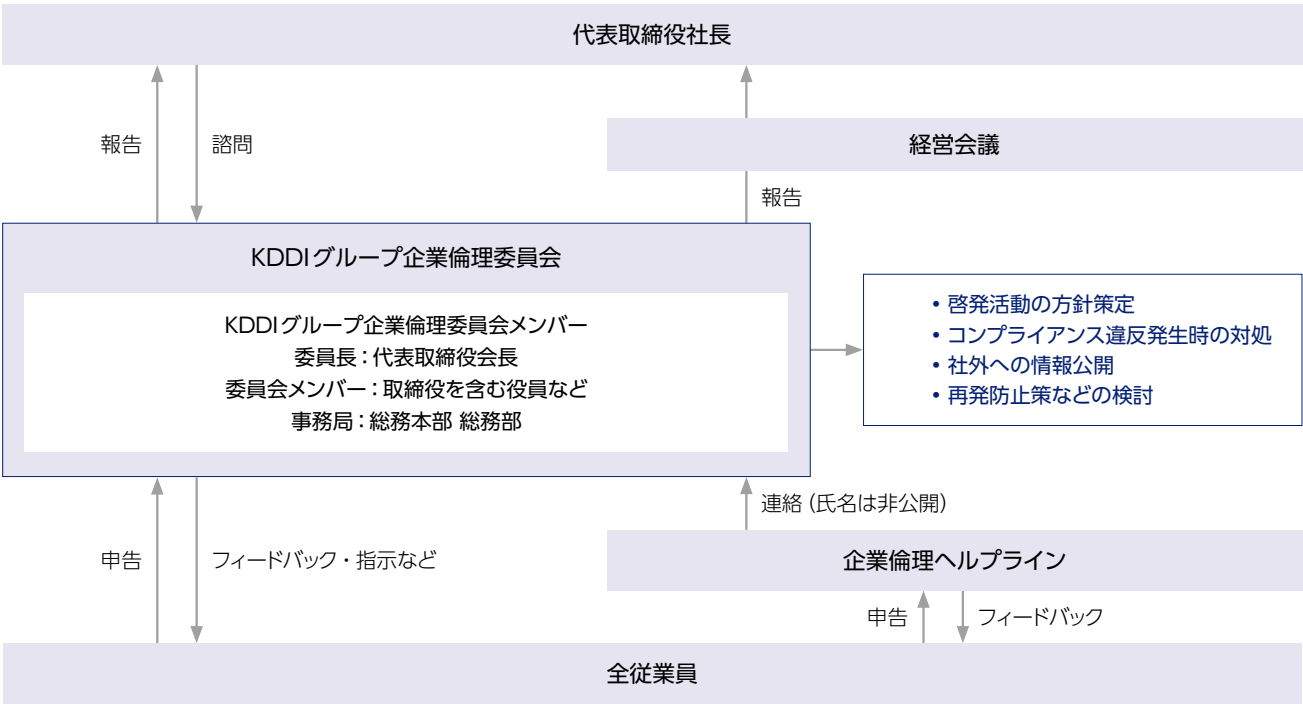 代表取締役社長
報告
諮問
経営会議
報告
KDDIグループ企業倫理委員会
KDDIグループ企業倫理委員会メンバー
委員長：代表取締役会長
委員会メンバー：取締役を含む役員など
事務局：総務本部 総務部
• 啓発活動の方針策定
• コンプライアンス違反発生時の対処
• 社外への情報公開
• 再発防止策などの検討
連絡（氏名は非公開）
申告
フィードバック・指示など
企業倫理ヘルプライン
申告
フィードバック
全従業員